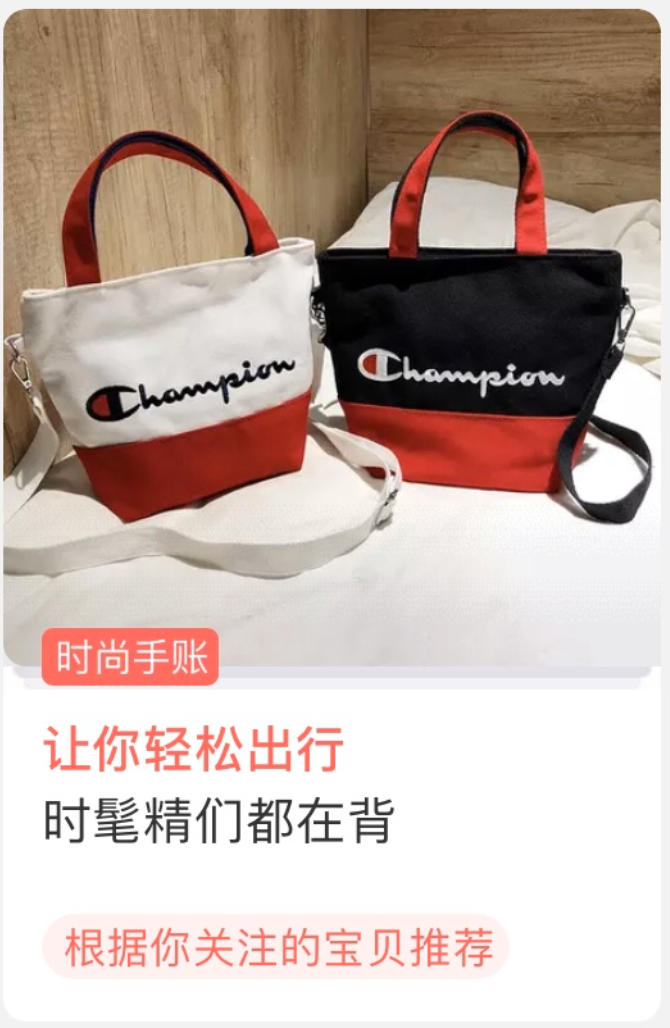 Champion
Champion
时尚手账
让你轻松出行
时髦精们都在背
根据你关注的宝贝推荐